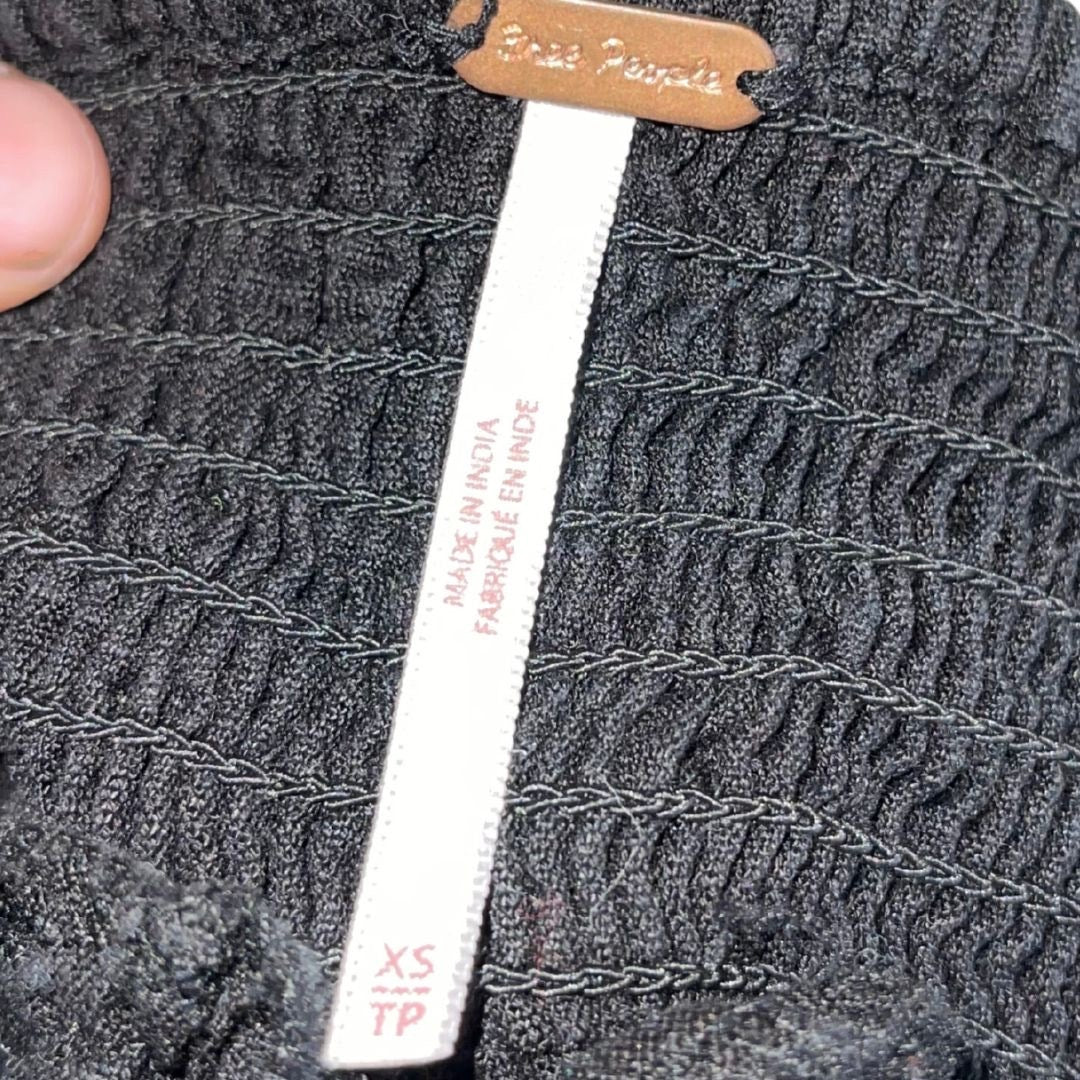 Free People
MADE IN INDIA
FABRIQUÉ EN INDE
XS
TP